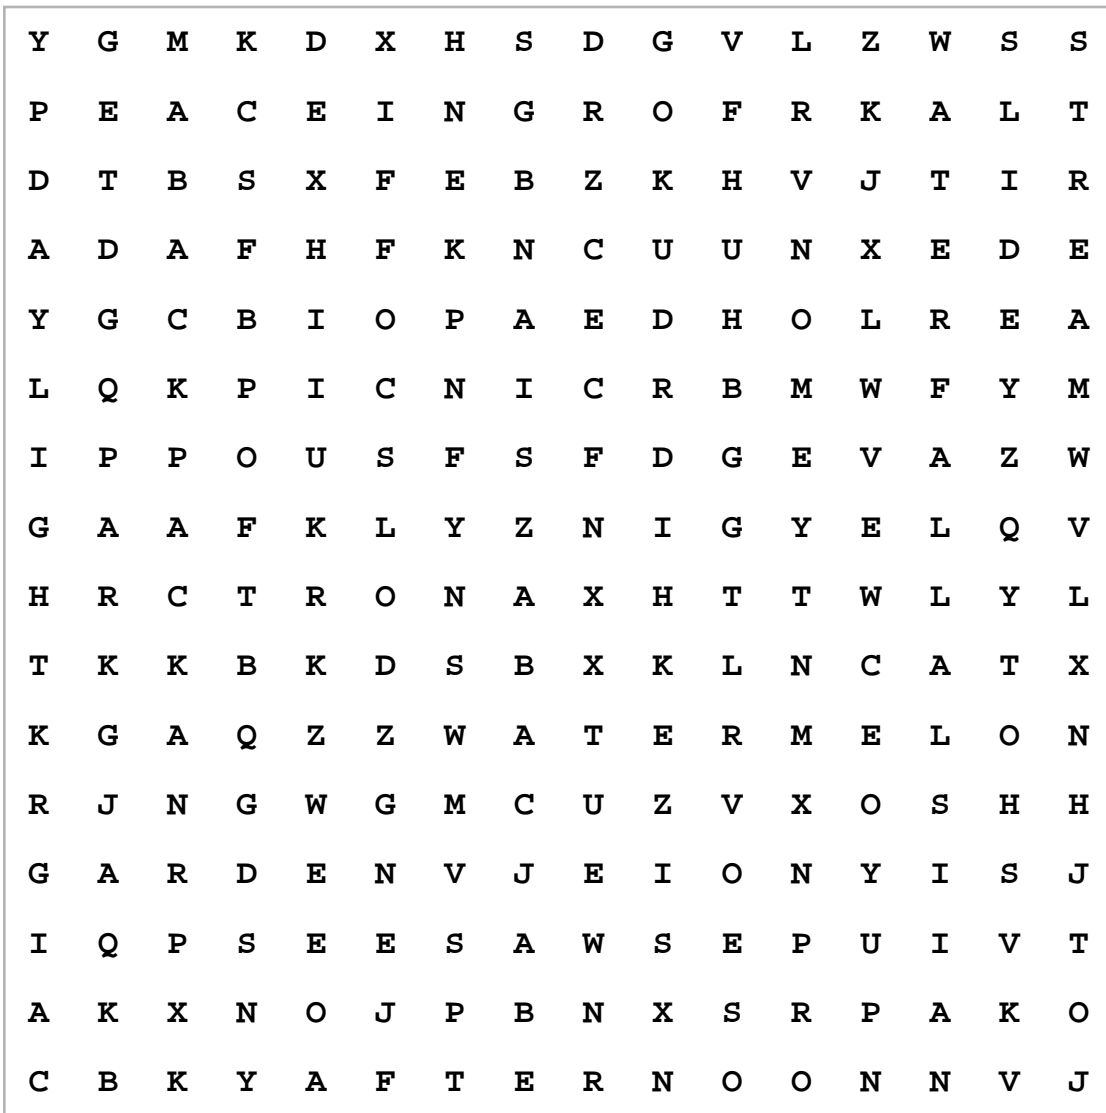 Y G M K D X H S D G V L Z W S S
P E A C E I N G R O F R K A L T
D T B S X F E B Z K H V J T I R
A D A F H F K N C U U N X E D E
Y G C B I O P A E D H O L R E A
L Q K P I C N I C R B M W F Y M
I P P O U S F S F D G E V A Z W
G A A F K L Y Z N I G Y E L Q V
H R C T R O N A X H T T W L Y L
T K K B K D S B X K L N C A T X
K G A Q Z Z W A T E R M E L O N
R J N G W G M C U Z V X O S H H
G A R D E N V J E I O N Y I S J
I Q P S E E S A W S E P U I V T
A K X N O J P B N X S R P A K O
C B K Y A F T E R N O O N N V J